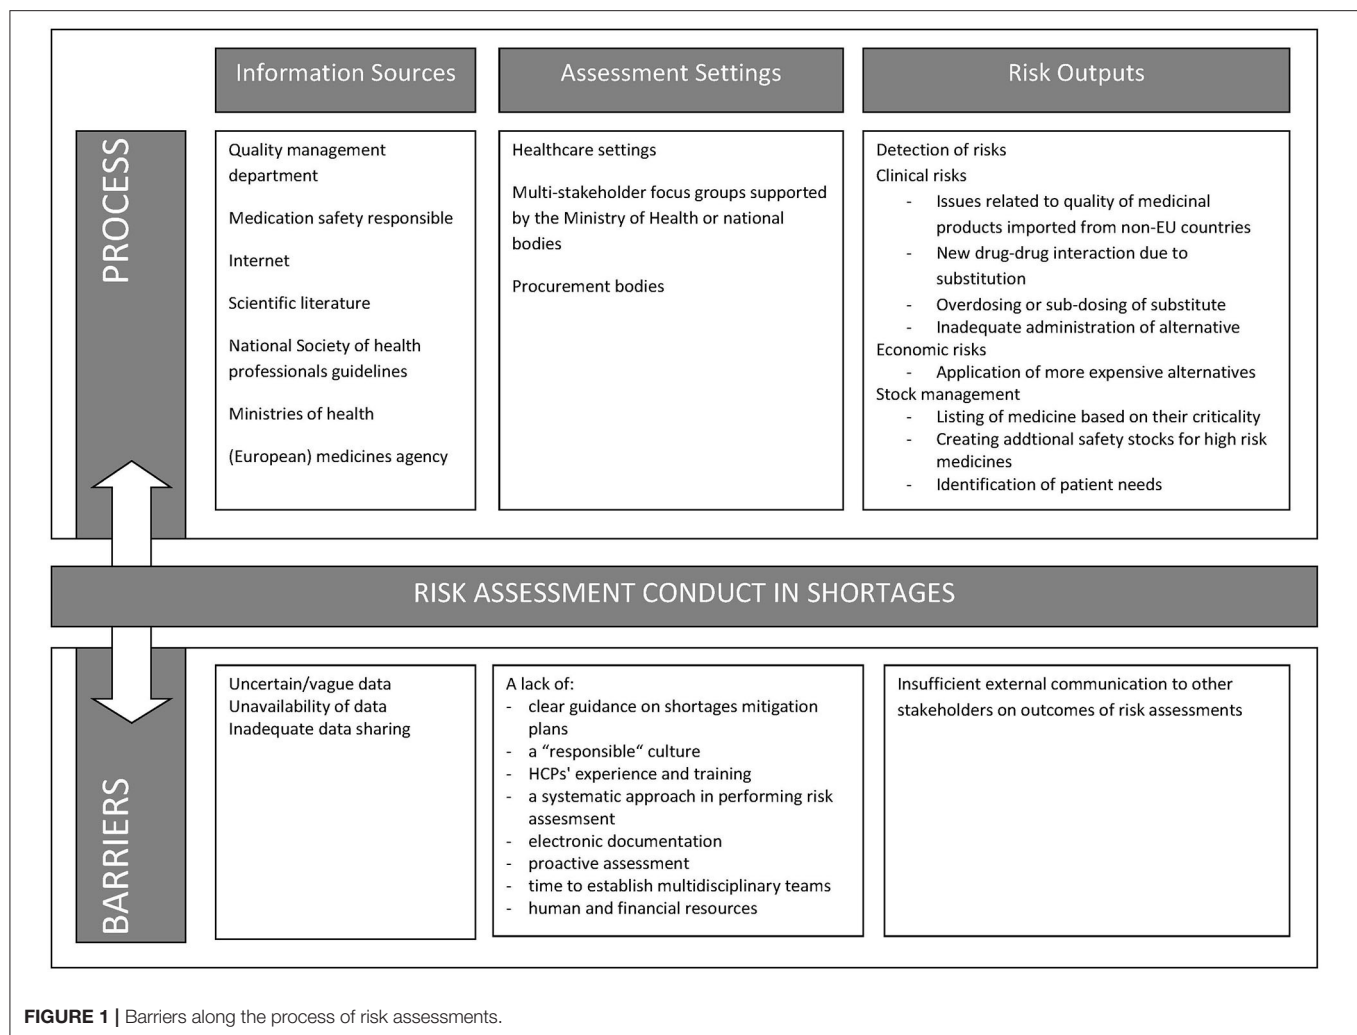 Information Sources
Assessment Settings
Risk Outputs
PROCESS
Quality management
department
Medication safety responsible
Internet
Scientific literature
National Society of health
professionals guidelines
Ministries of health
(European) medicines agency
Healthcare settings
Multi-stakeholder focus groups supported
by the Ministry of Health or national
bodies
Procurement bodies
Detection of risks
Clinical risks
- Issues related to quality of medicinal
products imported from non-EU countries
- New drug-drug interaction due to
substitution
- Overdosing or sub-dosing of substitute
- Inadequate administration of alternative
Economic risks
- Application of more expensive alternatives
Stock management
- Listing of medicine based on their criticality
- Creating addtional safety stocks for high risk
medicines
- Identification of patient needs
RISK ASSESSMENT CONDUCT IN SHORTAGES
BARRIERS
Uncertain/vague data
Unavailability of data
Inadequate data sharing
A lack of:
- clear guidance on shortages mitigation
plans
- a “responsible“ culture
- HCPs' experience and training
- a systematic approach in performing risk
assesmsent
- electronic documentation
- proactive assessment
- time to establish multidisciplinary teams
- human and financial resources
Insufficient external communication to other
stakeholders on outcomes of risk assessments
FIGURE 1 | Barriers along the process of risk assessments.